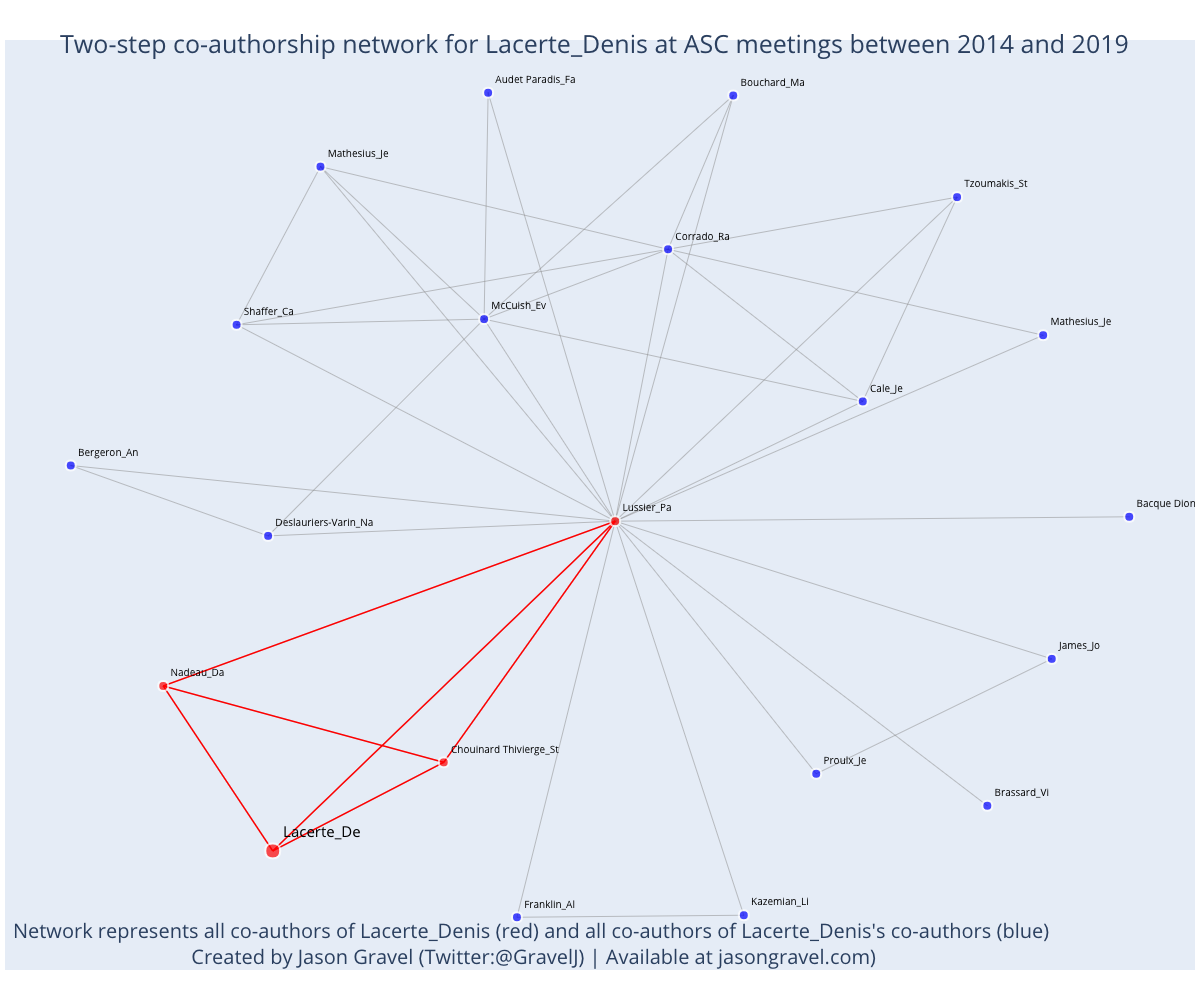 Two-step co-authorship network for Lacerte_Denis at ASC meetings between 2014 and 2019
Audet Paradis_Fa
Bouchard_Ma
Mathesius_Je
Tzoumakis_St
Corrado_Ra
McCuish_Ev
Shaffer_Ca
Mathesius_Je
Cale_Je
Bergeron_An
Lussier_Pa
Bacque Dion
Deslauriers-Varin_Na
James_Jo
Nadeau_Da
Chouinard Thivierge_St
Proulx_Je
Brassard_Vi
Lacerte_De
Franklin_Al
Kazemian_Li
Network represents all co-authors of Lacerte_Denis (red) and all co-authors of Lacerte_Denis's co-authors (blue)
Created by Jason Gravel (Twitter:@GravelJ) | Available at jasongravel.com)